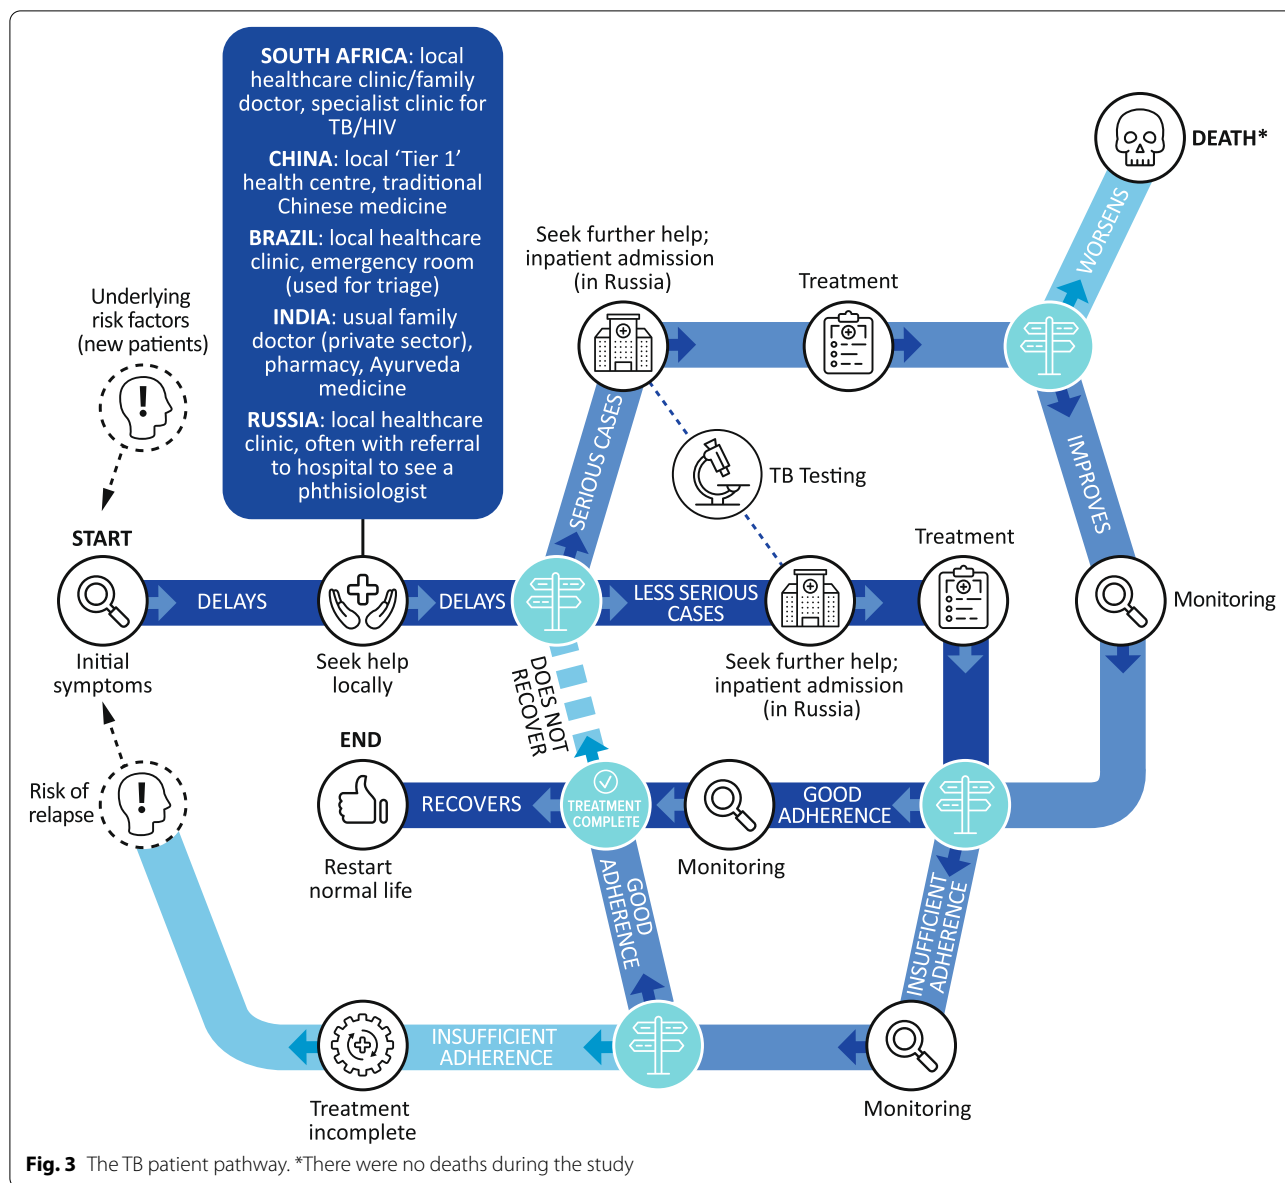 SOUTH AFRICA: local
healthcare clinic/family
doctor, specialist clinic for
TB/HIV
CHINA: local ‘Tier 1’
health centre, traditional
Chinese medicine
BRAZIL: local healthcare
clinic, emergency room
(used for triage)
INDIA: usual family
doctor (private sector),
pharmacy, Ayurveda
medicine
RUSSIA: local healthcare
clinic, often with referral
to hospital to see a
phthisiologist
Underlying
risk factors
(new patients)
!
START
Initial
symptoms
DELAYS
Seek help
locally
DELAYS
SERIOUS CASES
Seek further help;
inpatient admission
(in Russia)
Treatment
WORSENS
DEATH*
IMPROVES
Monitoring
TB Testing
LESS SERIOUS
CASES
Seek further help;
inpatient admission
(in Russia)
Treatment
GOOD
ADHERENCE
Monitoring
TREATMENT
COMPLETE
DOES NOT
RECOVER
RECOVERS
END
Restart
normal life
INSUFFICIENT
ADHERENCE
Monitoring
GOOD
ADHERENCE
INSUFFICIENT
ADHERENCE
Treatment
incomplete
Risk of
relapse
!
Fig. 3 The TB patient pathway. *There were no deaths during the study